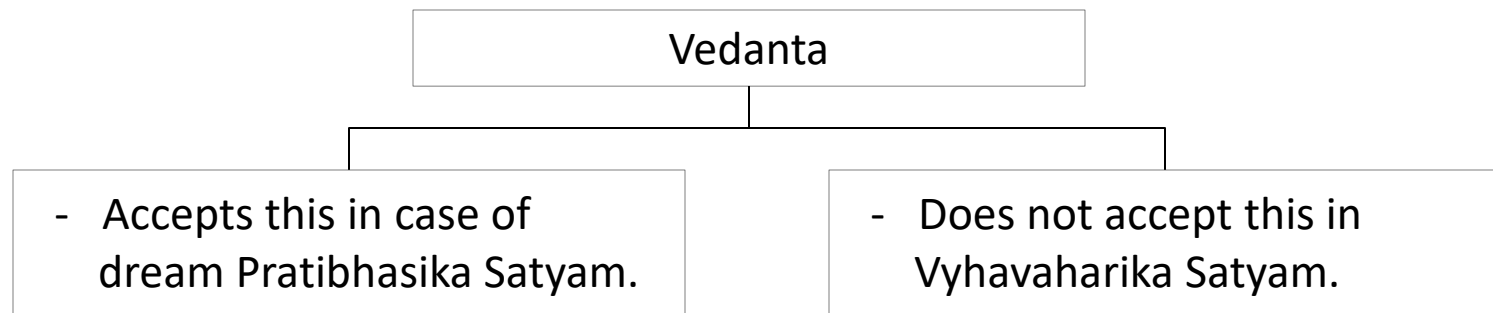 Vedanta
- Accepts this in case of
dream Pratibhasika Satyam.
- Does not accept this in
Vyhavaharika Satyam.